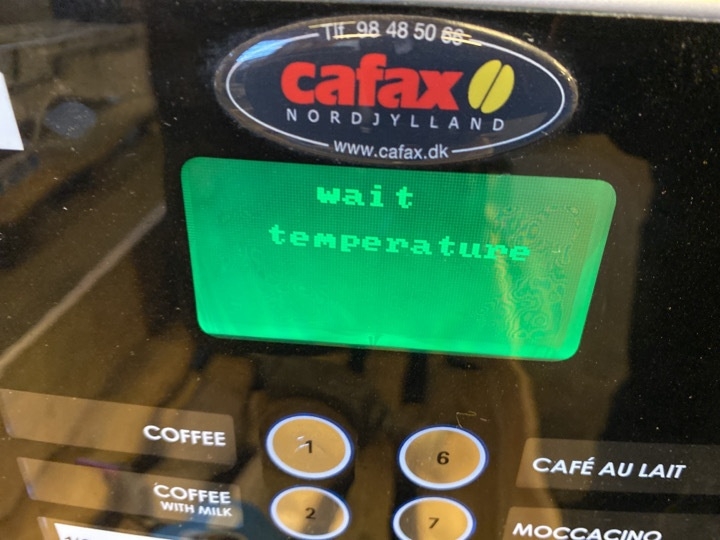 Tlf. 98 48 50 66
cafax
NORDJYLLAND
www.cafax.dk
wait
temperature
COFFEE
1
6
CAFÉ AU LAIT
COFFEE
WITH MILK
2
7
MOCCACINO